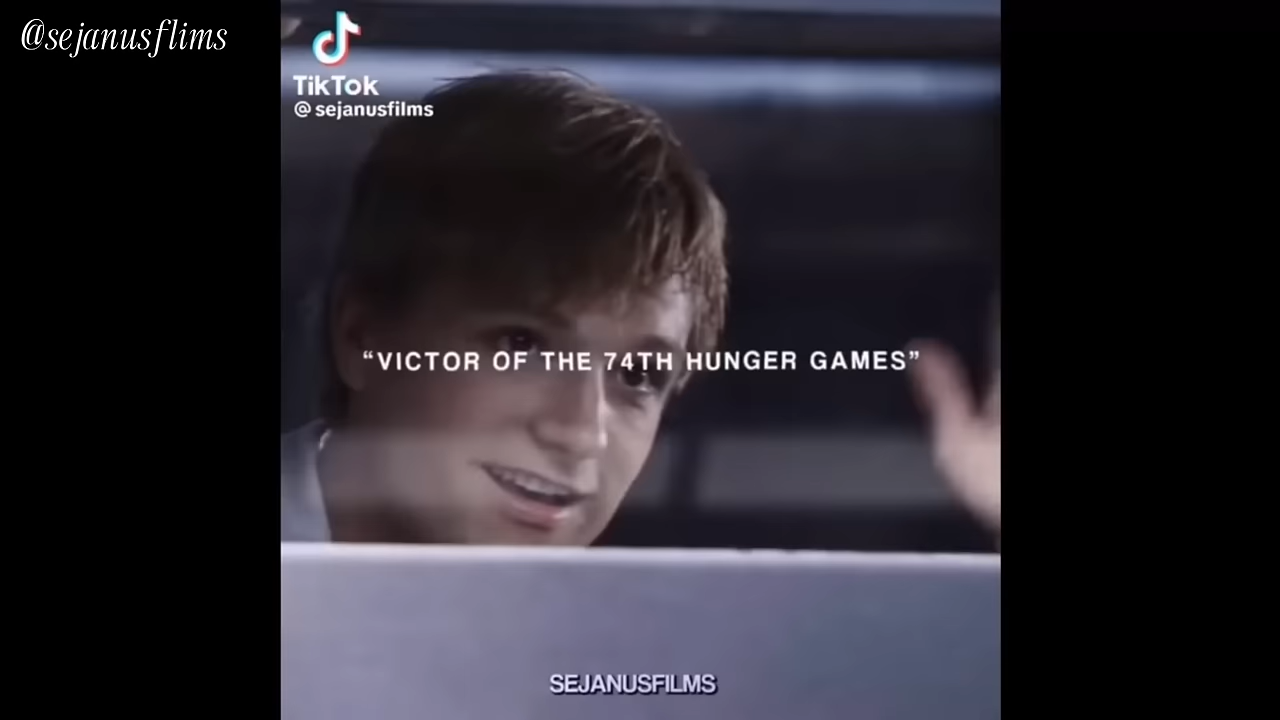 @sejanusflims
TikTok
@sejanusfilms
“VICTOR OF THE 74TH HUNGER GAMES”
SEJANUSFILMS